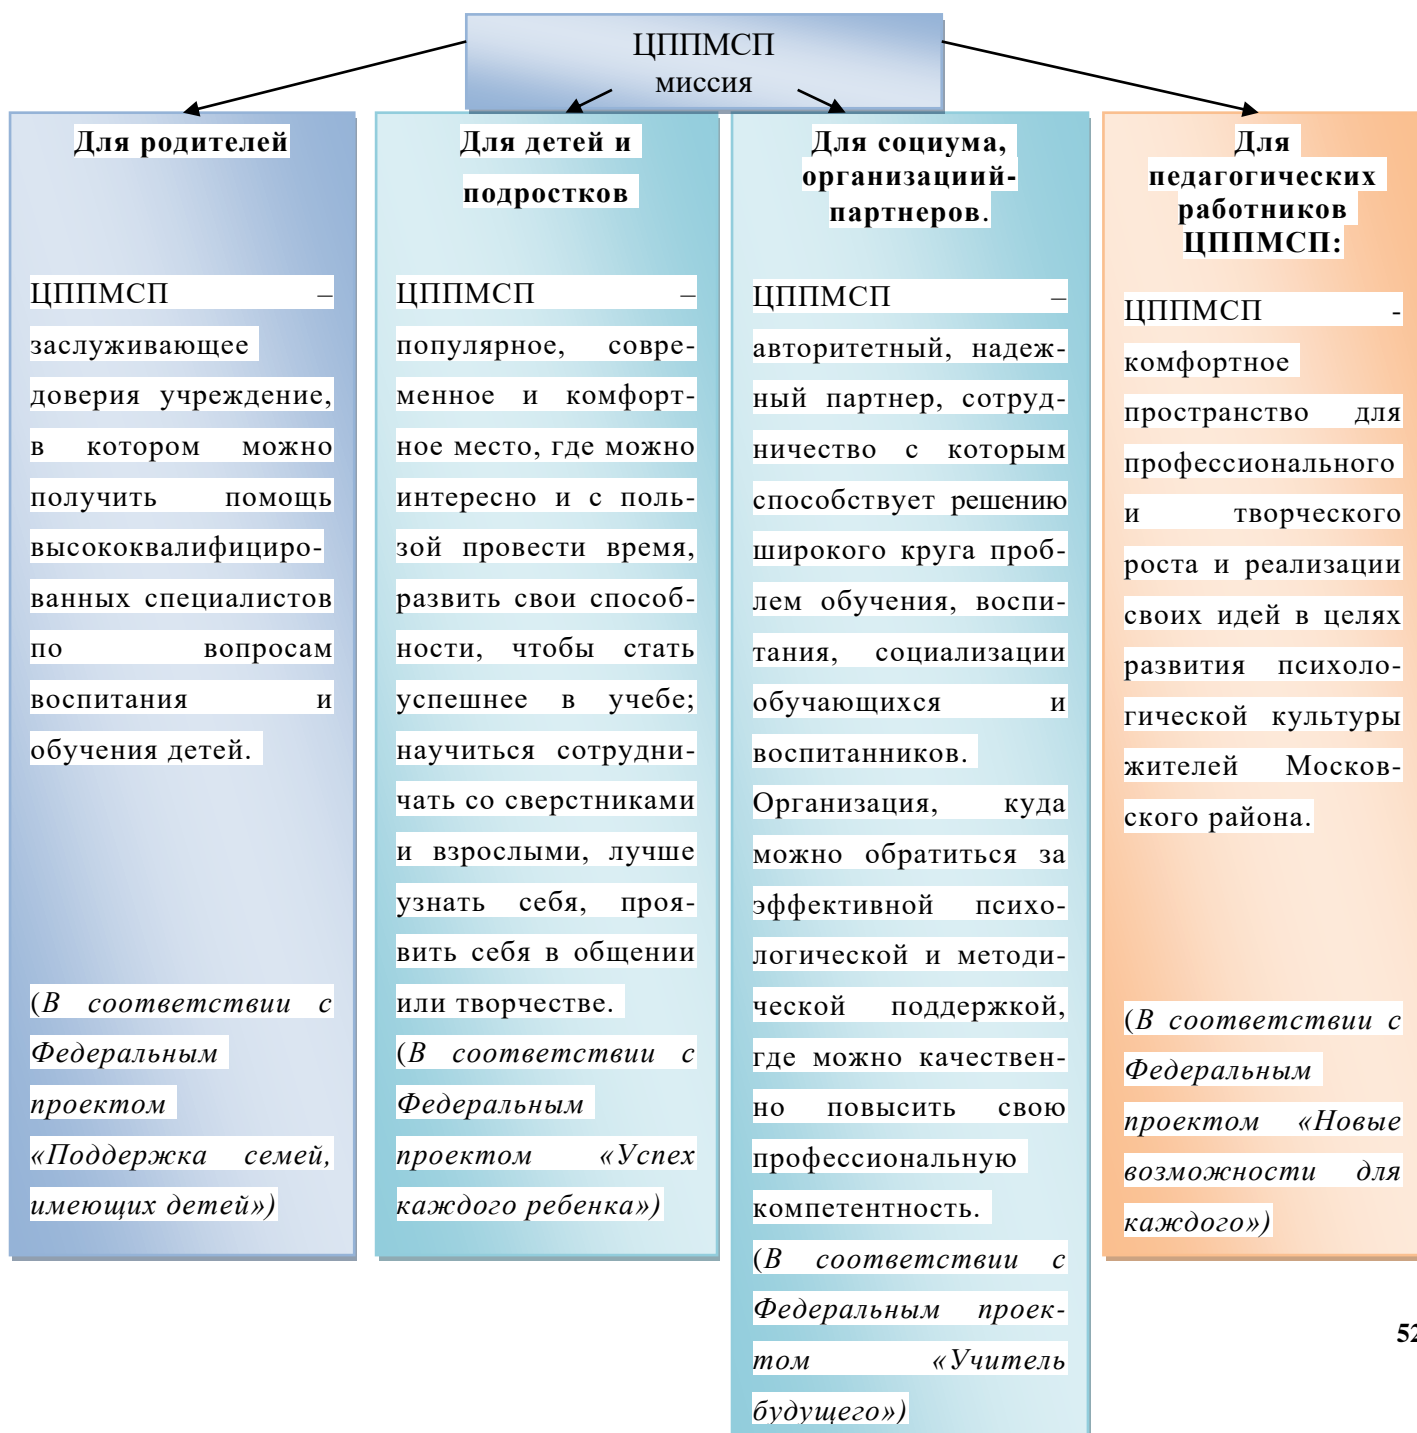 ЦППМСП
миссия
Для родителей
ЦППМСП –
заслуживающее
доверия учреждение,
в котором можно
получить помощь
высококвалифициро-
ванных специалистов
по вопросам
воспитания и
обучения детей.
(В соответствии с
Федеральным
проектом
«Поддержка семей,
имеющих детей»)
Для детей и
подростков
ЦППМСП –
популярное, совре-
менное и комфорт-
ное место, где можно
интересно и с поль-
зой провести время,
развить свои способ-
ности, чтобы стать
успешнее в учебе;
научиться сотрудни-
чать со сверстниками
и взрослыми, лучше
узнать себя, проя-
вить себя в общении
или творчестве.
(В соответствии с
Федеральным
проектом «Успех
каждого ребенка»)
Для социума,
организациий-
партнеров.
ЦППМСП –
авторитетный, надеж-
ный партнер, сотруд-
ничество с которым
способствует решению
широкого круга проб-
лем обучения, воспи-
тания, социализации
обучающихся и
воспитанников.
Организация, куда
можно обратиться за
эффективной психо-
логической и методи-
ческой поддержкой,
где можно качествен-
но повысить свою
профессиональную
компетентность.
(В соответствии с
Федеральным проек-
том «Учитель
будущего»)
Для
педагогических
работников
ЦППМСП:
ЦППМСП -
комфортное
пространство для
профессионального
и творческого
роста и реализации
своих идей в целях
развития психоло-
гической культуры
жителей Москов-
ского района.
(В соответствии с
Федеральным
проектом «Новые
возможности для
каждого»)
52